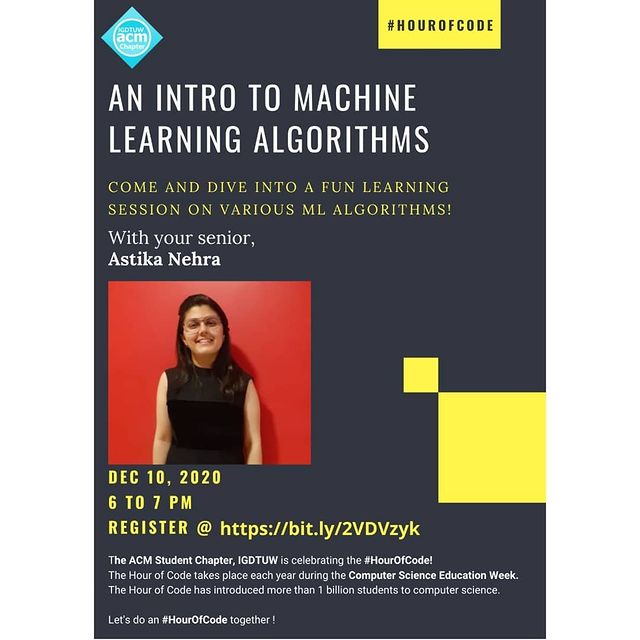 IGDTUW
acm
Chapter
#HOUROFCODE
AN INTRO TO MACHINE
LEARNING ALGORITHMS
COME AND DIVE INTO A FUN LEARNING
SESSION ON VARIOUS ML ALGORITHMS!
With your senior,
Astika Nehra
DEC 10, 2020
6 TO 7 PM
REGISTER @ https://bit.ly/2VDVzyk
The ACM Student Chapter, IGDTUW is celebrating the #HourOfCode!
The Hour of Code takes place each year during the Computer Science Education Week.
The Hour of Code has introduced more than 1 billion students to computer science.
Let's do an #HourOfCode together !